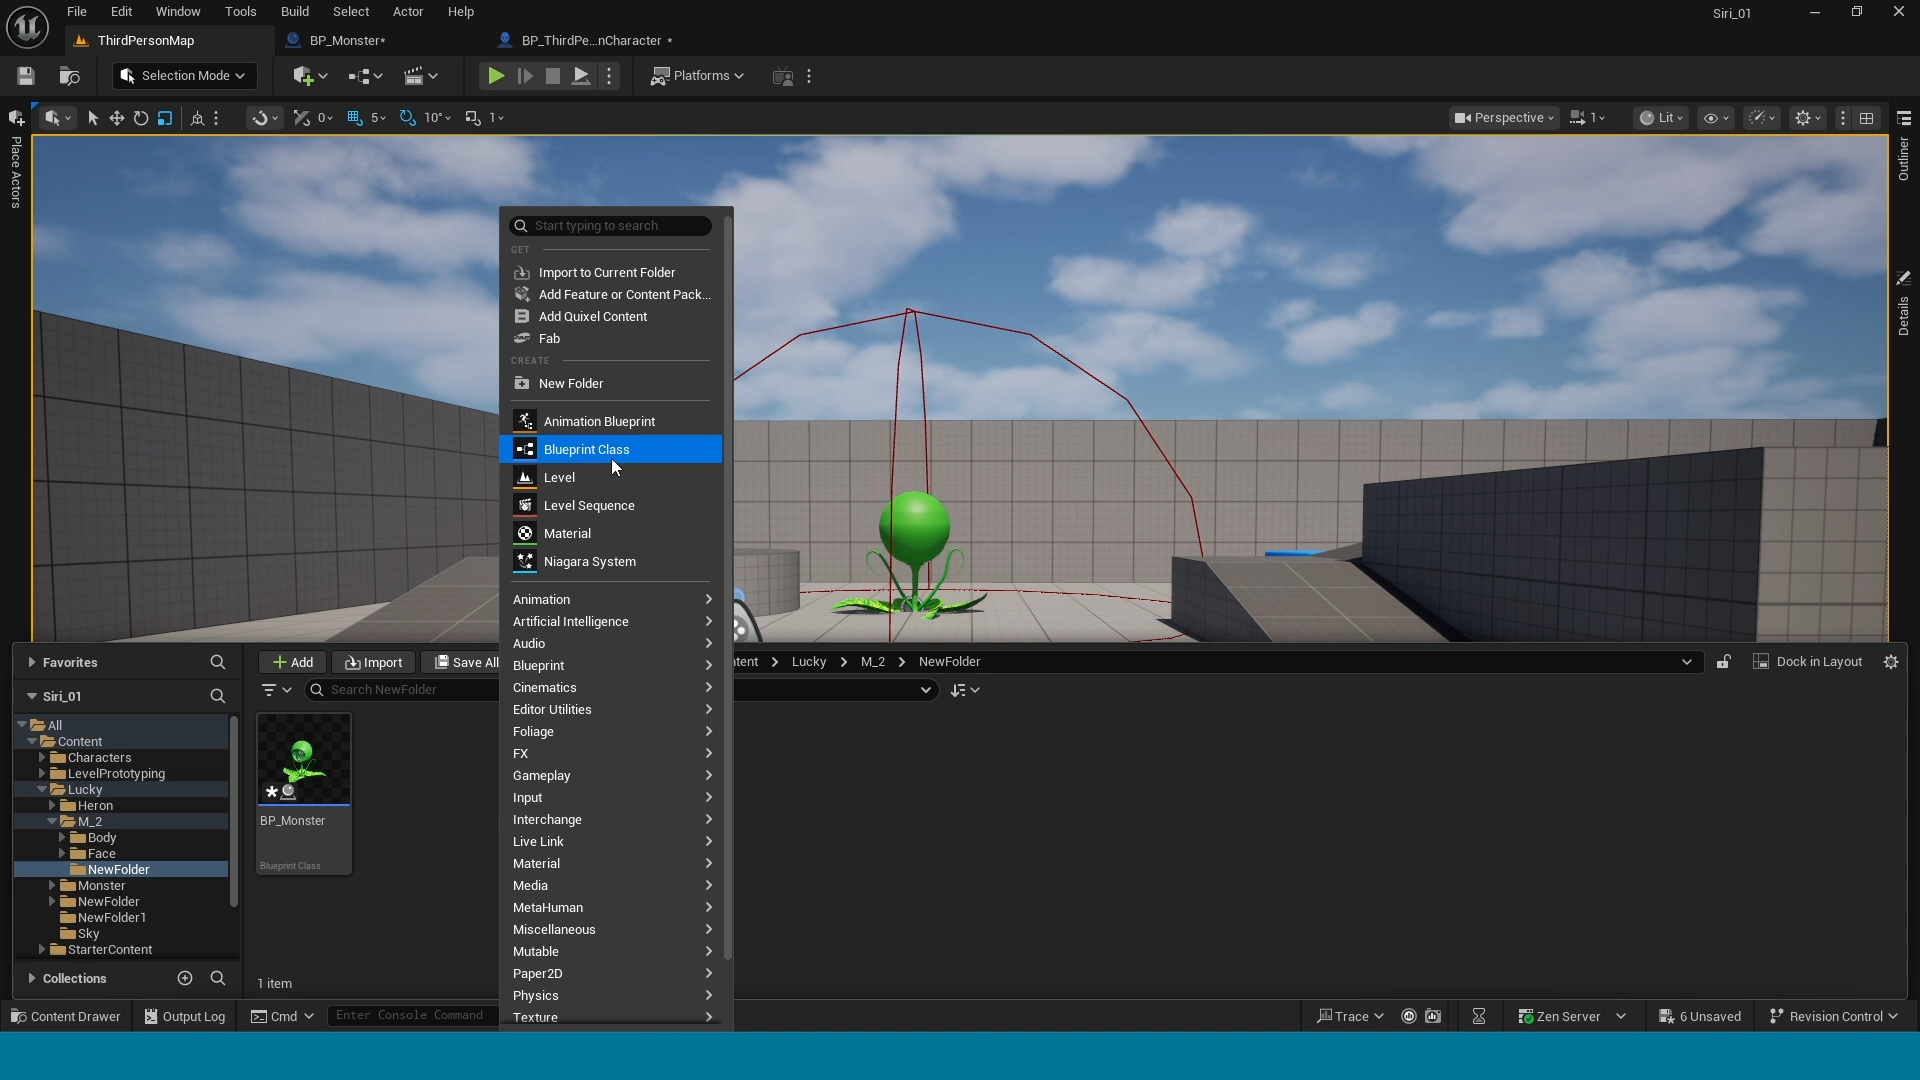 File Edit Window Tools Build Select Actor Help
Siri_01
ThirdPersonMap
BP_Monster*
BP_ThirdPe...nCharacter *
Selection Mode
Platforms
0
5
10°
1
Perspective
1
Lit
Place Actors
Outliner
Details
Start typing to search
GET
Import to Current Folder
Add Feature or Content Pack...
Add Quixel Content
Fab
CREATE
New Folder
Animation Blueprint
Blueprint Class
Level
Level Sequence
Material
Niagara System
Animation
Artificial Intelligence
Audio
Blueprint
Cinematics
Editor Utilities
Foliage
FX
Gameplay
Input
Interchange
Live Link
Material
Media
MetaHuman
Miscellaneous
Mutable
Paper2D
Physics
Texture
Favorites
Siri_01
All
Content
Characters
LevelPrototyping
Lucky
Heron
M_2
Body
Face
NewFolder
Monster
NewFolder
NewFolder1
Sky
StarterContent
Collections
Add
Import
Save All
tent > Lucky > M_2 > NewFolder
Dock in Layout
Search NewFolder
BP_Monster
Blueprint Class
1 item
Content Drawer
Output Log
Cmd
Enter Console Command
Trace
Zen Server
6 Unsaved
Revision Control